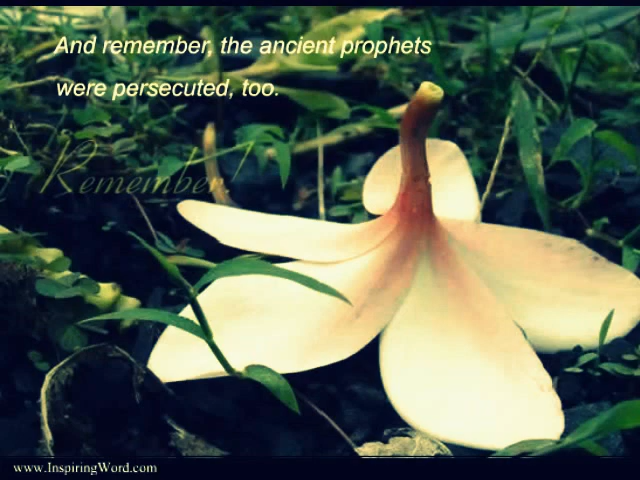 And remember, the ancient prophets
were persecuted, too.
Remember!
www.InspiringWord.com